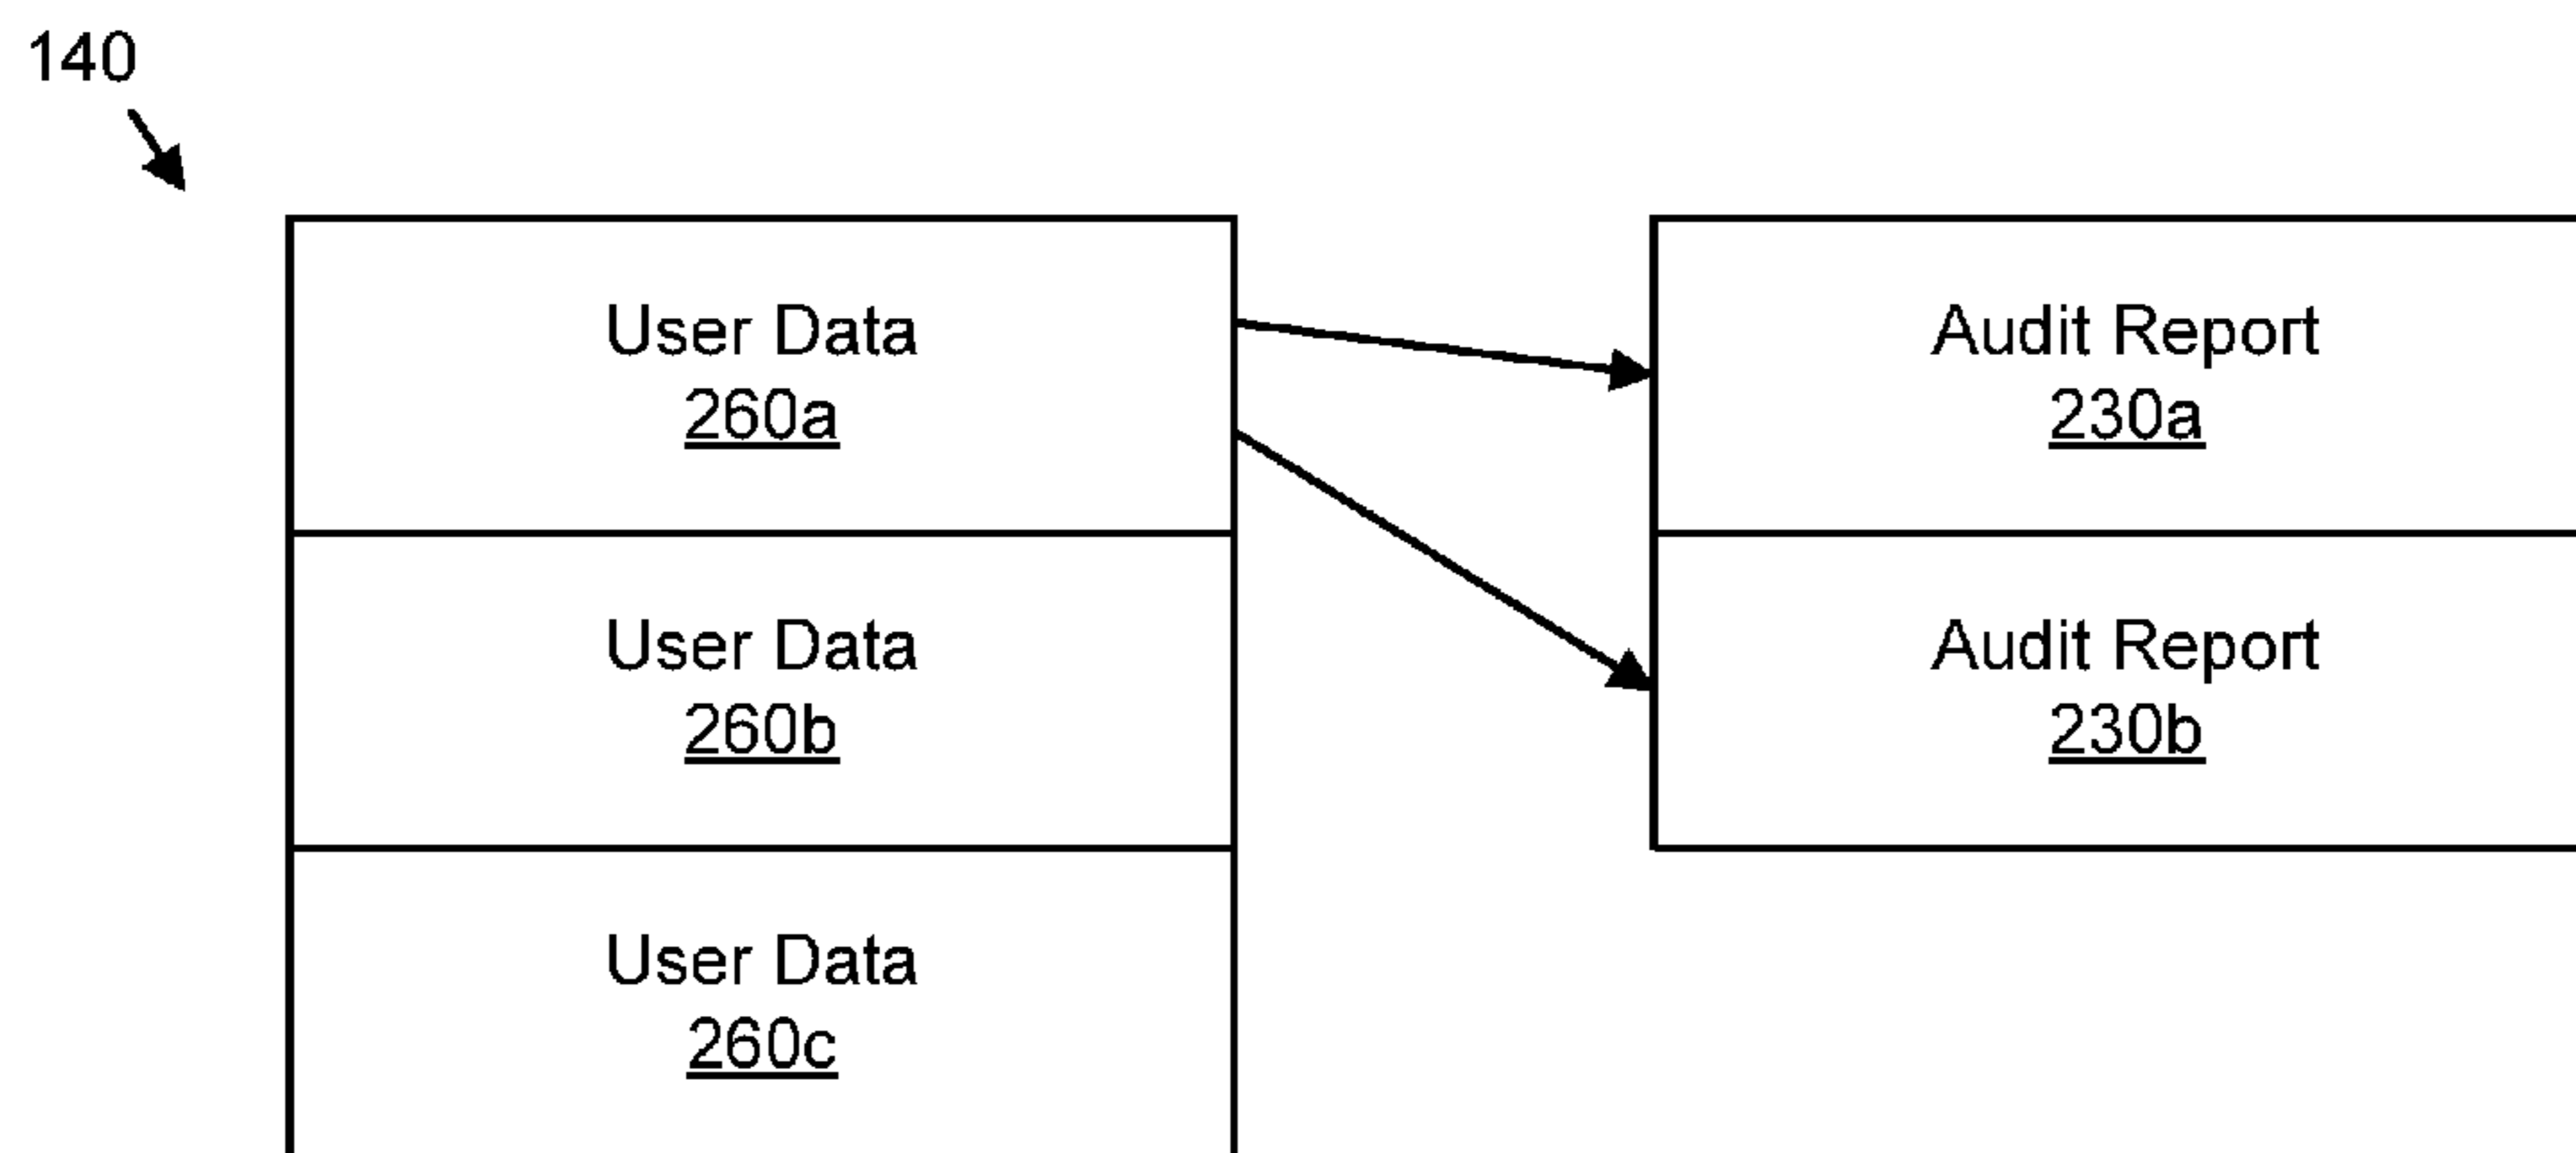 140
User Data
260a
Audit Report
230a
User Data
260b
Audit Report
230b
User Data
260c